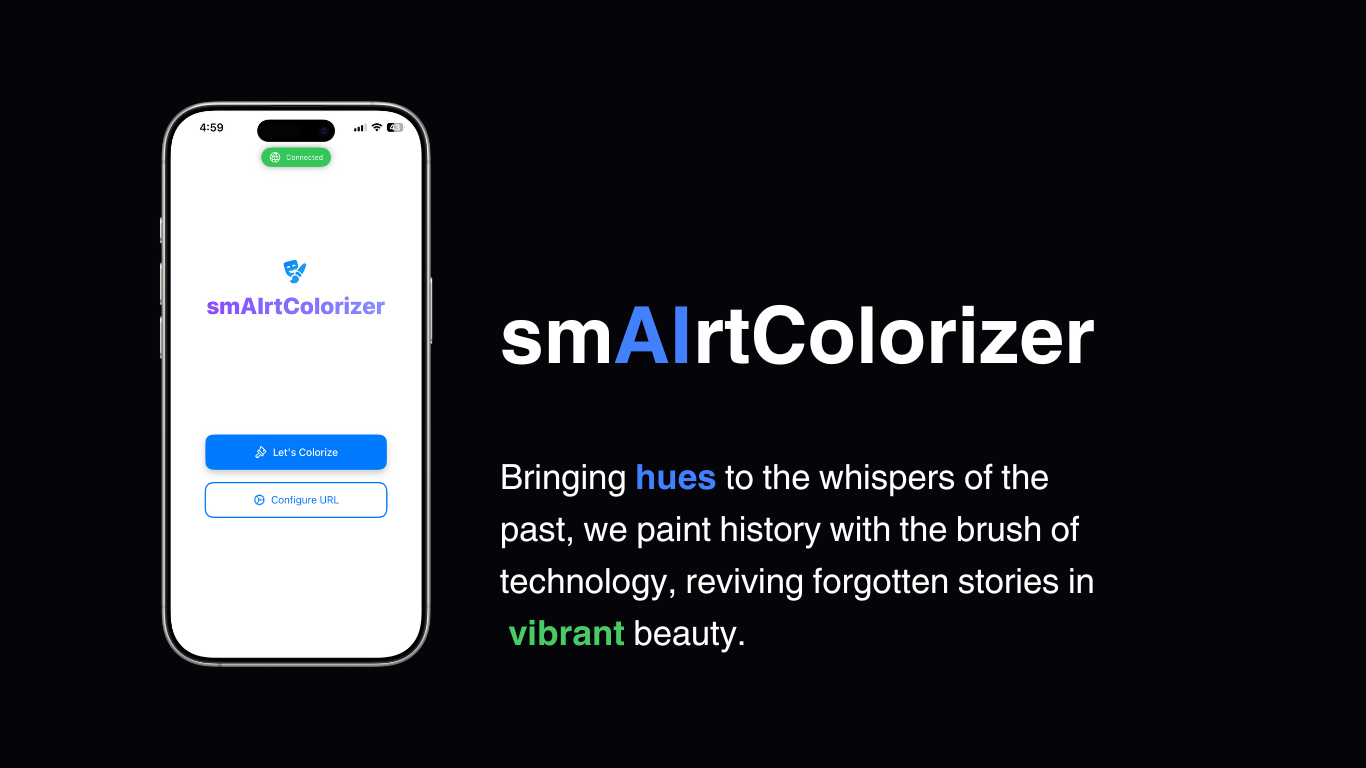 4:59
43
Connected
smAIrtColorizer
Let's Colorize
Configure URL
smAIrtColorizer
Bringing hues to the whispers of the
past, we paint history with the brush of
technology, reviving forgotten stories in
vibrant beauty.